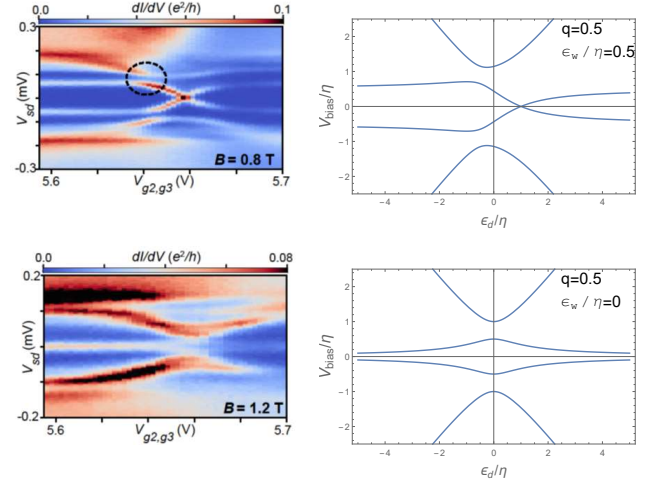 dI/dV (e²/h)
0.0
0.1
0.3
V_sd (mV)
-0.3
B = 0.8 T
5.6
5.7
V_g2,g3 (V)
q=0.5
ϵ_w / η=0.5
V_bias/η
2
1
0
-1
-2
-4
-2
0
2
4
ϵ_d/η
dI/dV (e²/h)
0.0
0.08
0.2
V_sd (mV)
-0.2
B = 1.2 T
5.6
5.7
V_g2,g3 (V)
q=0.5
ϵ_w / η=0
V_bias/η
2
1
0
-1
-2
-4
-2
0
2
4
ϵ_d/η